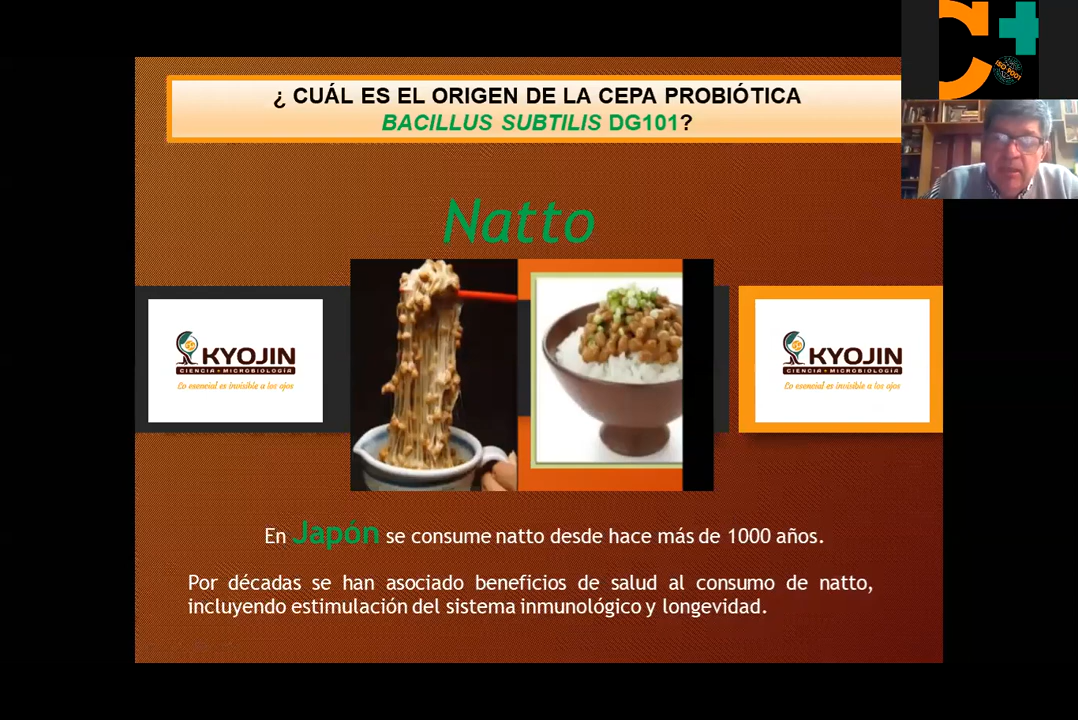 ¿ CUÁL ES EL ORIGEN DE LA CEPA PROBIÓTICA
BACILLUS SUBTILIS DG101?
ISO 9001
Natto
KYOJIN
CIENCIA + MICROBIOLOGÍA
Lo esencial es invisible a los ojos
KYOJIN
CIENCIA + MICROBIOLOGÍA
Lo esencial es invisible a los ojos
En Japón se consume natto desde hace más de 1000 años.
Por décadas se han asociado beneficios de salud al consumo de natto,
incluyendo estimulación del sistema inmunológico y longevidad.